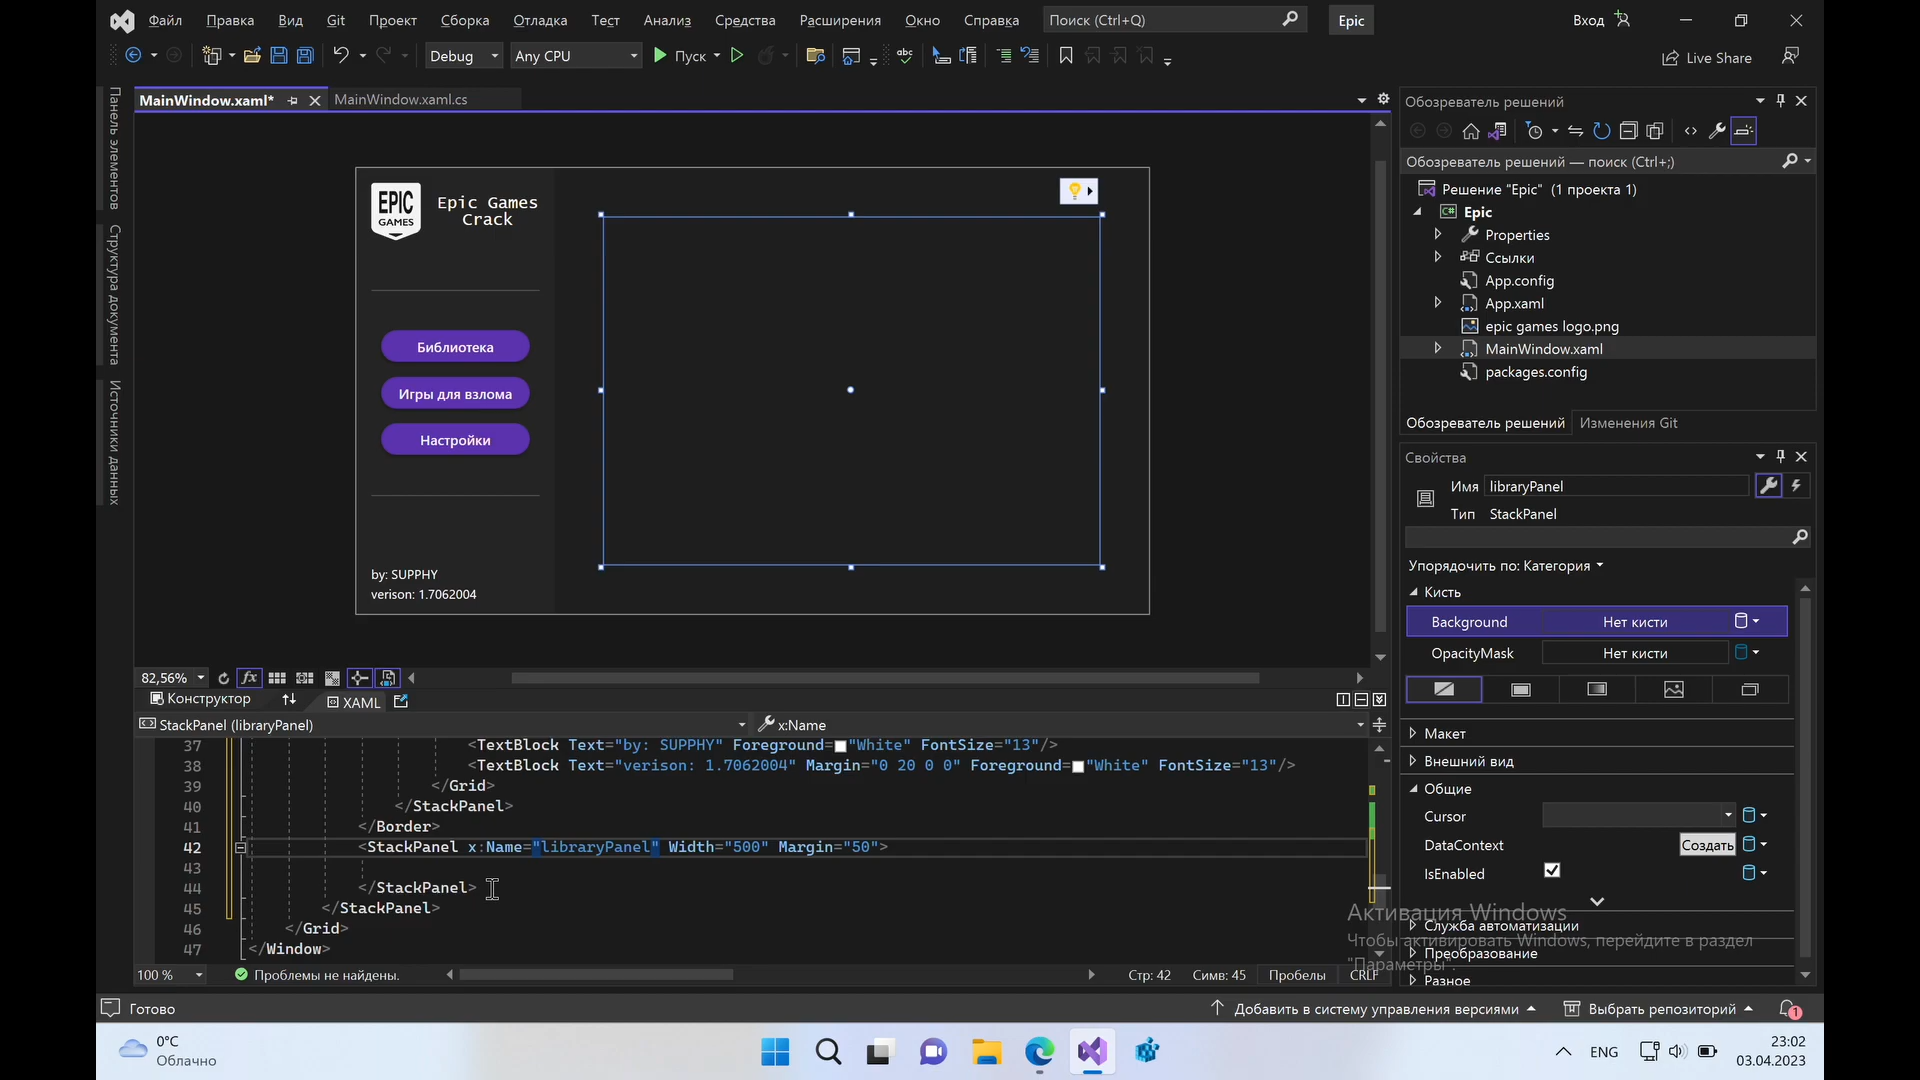 Файл Правка Вид Git Проект Сборка Отладка Тест Анализ Средства Расширения Окно Справка Поиск (Ctrl+Q) Epic Вход
Debug Any CPU Пуск Live Share
Панель элементов
Структура документа
Источники данных
MainWindow.xaml* MainWindow.xaml.cs
EPIC
GAMES
Epic Games
Crack
Библиотека
Игры для взлома
Настройки
by: SUPPHY
verison: 1.7062004
82,56% fx
Конструктор XAML
StackPanel (libraryPanel) x:Name
37 <TextBlock Text="by: SUPPHY" Foreground="White" FontSize="13"/>
38 <TextBlock Text="verison: 1.7062004" Margin="0 20 0 0" Foreground="White" FontSize="13"/>
39 </Grid>
40 </StackPanel>
41 </Border>
42 <StackPanel x:Name="libraryPanel" Width="500" Margin="50">
43
44 </StackPanel>
45 </StackPanel>
46 </Grid>
47 </Window>
100 % Проблемы не найдены. Стр: 42 Симв: 45 Пробелы CRLF
Обозреватель решений
Обозреватель решений — поиск (Ctrl+;)
Решение "Epic" (1 проекта 1)
C# Epic
Properties
Ссылки
App.config
App.xaml
epic games logo.png
MainWindow.xaml
packages.config
Обозреватель решений Изменения Git
Свойства
Имя libraryPanel
Тип StackPanel
Упорядочить по: Категория
Кисть
Background Нет кисти
OpacityMask Нет кисти
Макет
Внешний вид
Общие
Cursor
DataContext Создать
IsEnabled
Служба автоматизации
Преобразование
Разное
Активация Windows
Чтобы активировать Windows, перейдите в раздел
"Параметры".
Готово Добавить в систему управления версиями Выбрать репозиторий 1
0°C
Облачно
ENG
23:02
03.04.2023